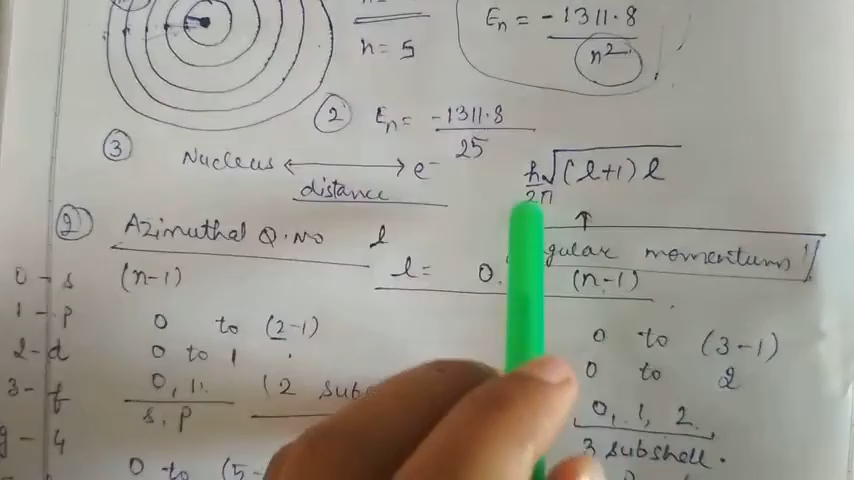 n = 5
En = -1311.8
n²
② En = -1311.8
25
③ Nucleus ⟷ e⁻
distance
h/2π √(l+1) l
↑
momentum
② Azimuthal Q.No l
(n-1)
l = 0. (n-1)
0 - s
1 - p
2 - d
3 - f
g - 4
0 to (2-1)
0 to 1
0, 1.
s, p
(2
0 to (3-1)
0 to 2
0, 1, 2.
3 subshell.
0 to (5-